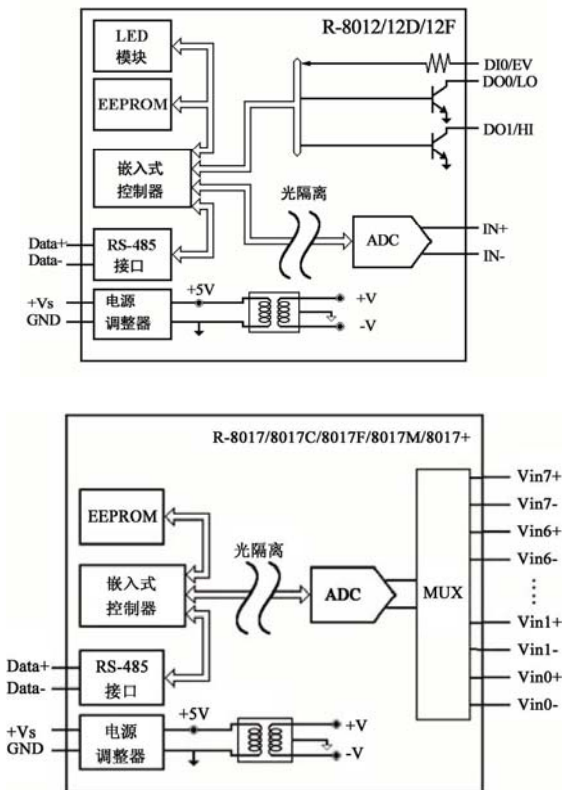 R-8012/12D/12F
LED
模块
EEPROM
嵌入式
控制器
RS-485
接口
电源
调整器
Data+
Data-
+Vs
GND
+5V
光隔离
ADC
DI0/EV
DO0/LO
DO1/HI
IN+
IN-
+V
-V
R-8017/8017C/8017F/8017M/8017+
EEPROM
嵌入式
控制器
RS-485
接口
电源
调整器
Data+
Data-
+Vs
GND
+5V
光隔离
ADC
MUX
Vin7+
Vin7-
Vin6+
Vin6-
Vin1+
Vin1-
Vin0+
Vin0-
+V
-V